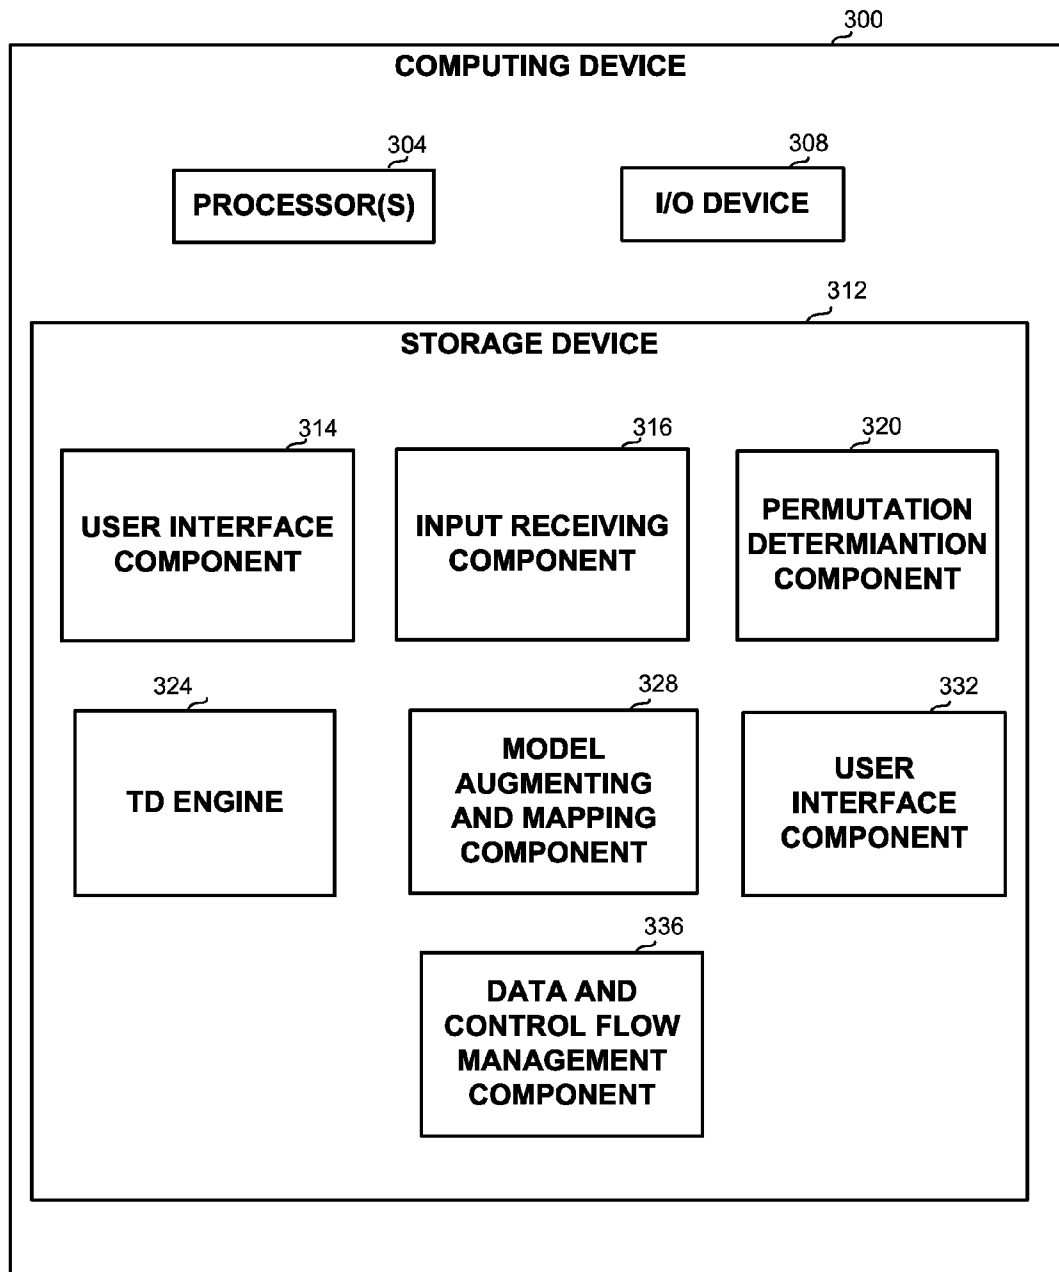 300
COMPUTING DEVICE
304
PROCESSOR(S)
308
I/O DEVICE
312
STORAGE DEVICE
314
USER INTERFACE
COMPONENT
316
INPUT RECEIVING
COMPONENT
320
PERMUTATION
DETERMIANTION
COMPONENT
324
TD ENGINE
328
MODEL
AUGMENTING
AND MAPPING
COMPONENT
332
USER
INTERFACE
COMPONENT
336
DATA AND
CONTROL FLOW
MANAGEMENT
COMPONENT